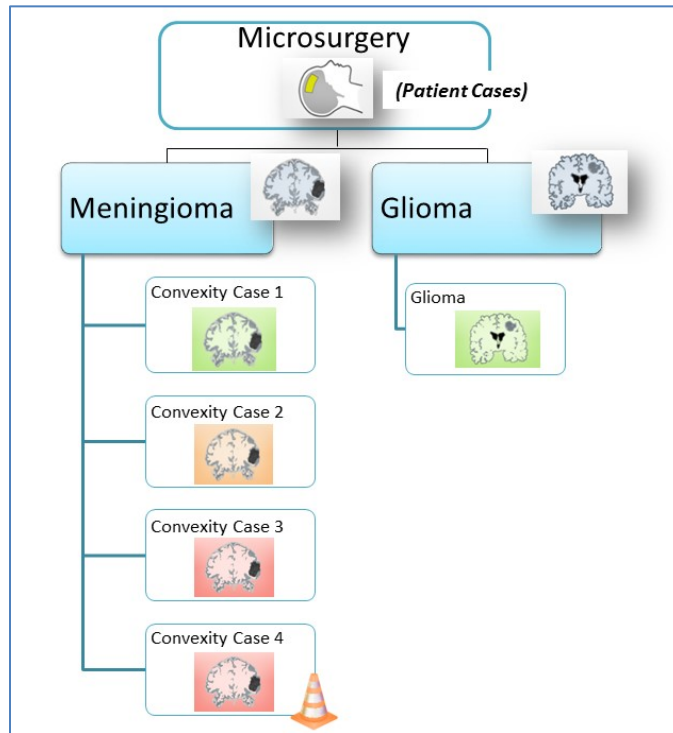 Microsurgery
(Patient Cases)
Meningioma
Glioma
Convexity Case 1
Glioma
Convexity Case 2
Convexity Case 3
Convexity Case 4